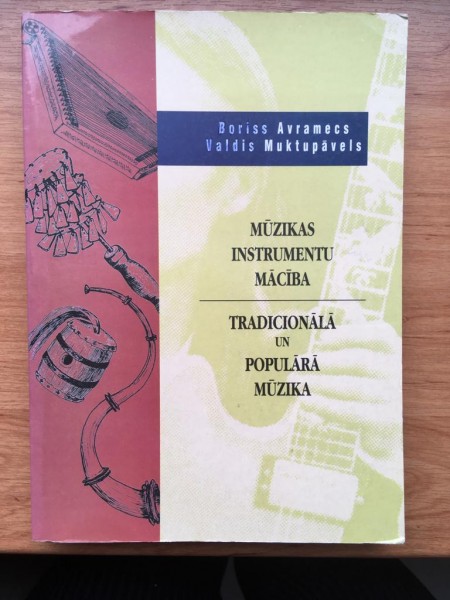 Boriss Avramecs
Valdis Muktupāvels
MŪZIKAS
INSTRUMENTU
MĀCĪBA
TRADICIONĀLĀ
UN
POPULĀRĀ
MŪZIKA